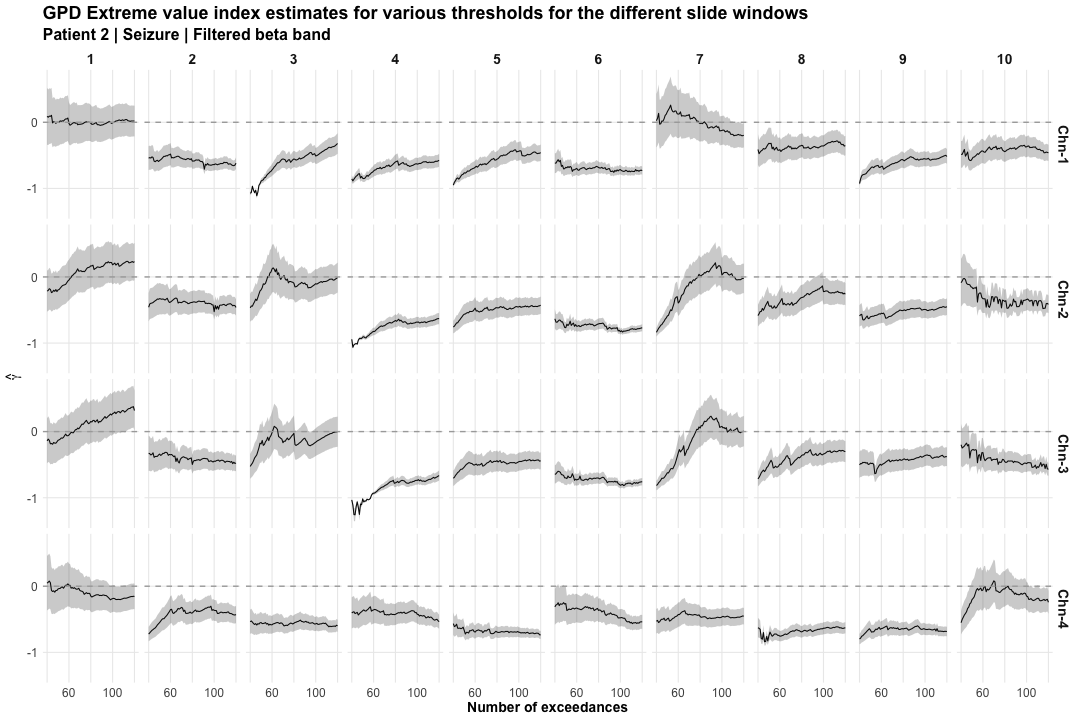 GPD Extreme value index estimates for various thresholds for the different slide windows
Patient 2 | Seizure | Filtered beta band
1 2 3 4 5 6 7 8 9 10
0
-1
Chn-1
0
-1
Chn-2
γ̂
0
-1
Chn-3
0
-1
Chn-4
60 100 60 100 60 100 60 100 60 100 60 100 60 100 60 100 60 100 60 100
Number of exceedances